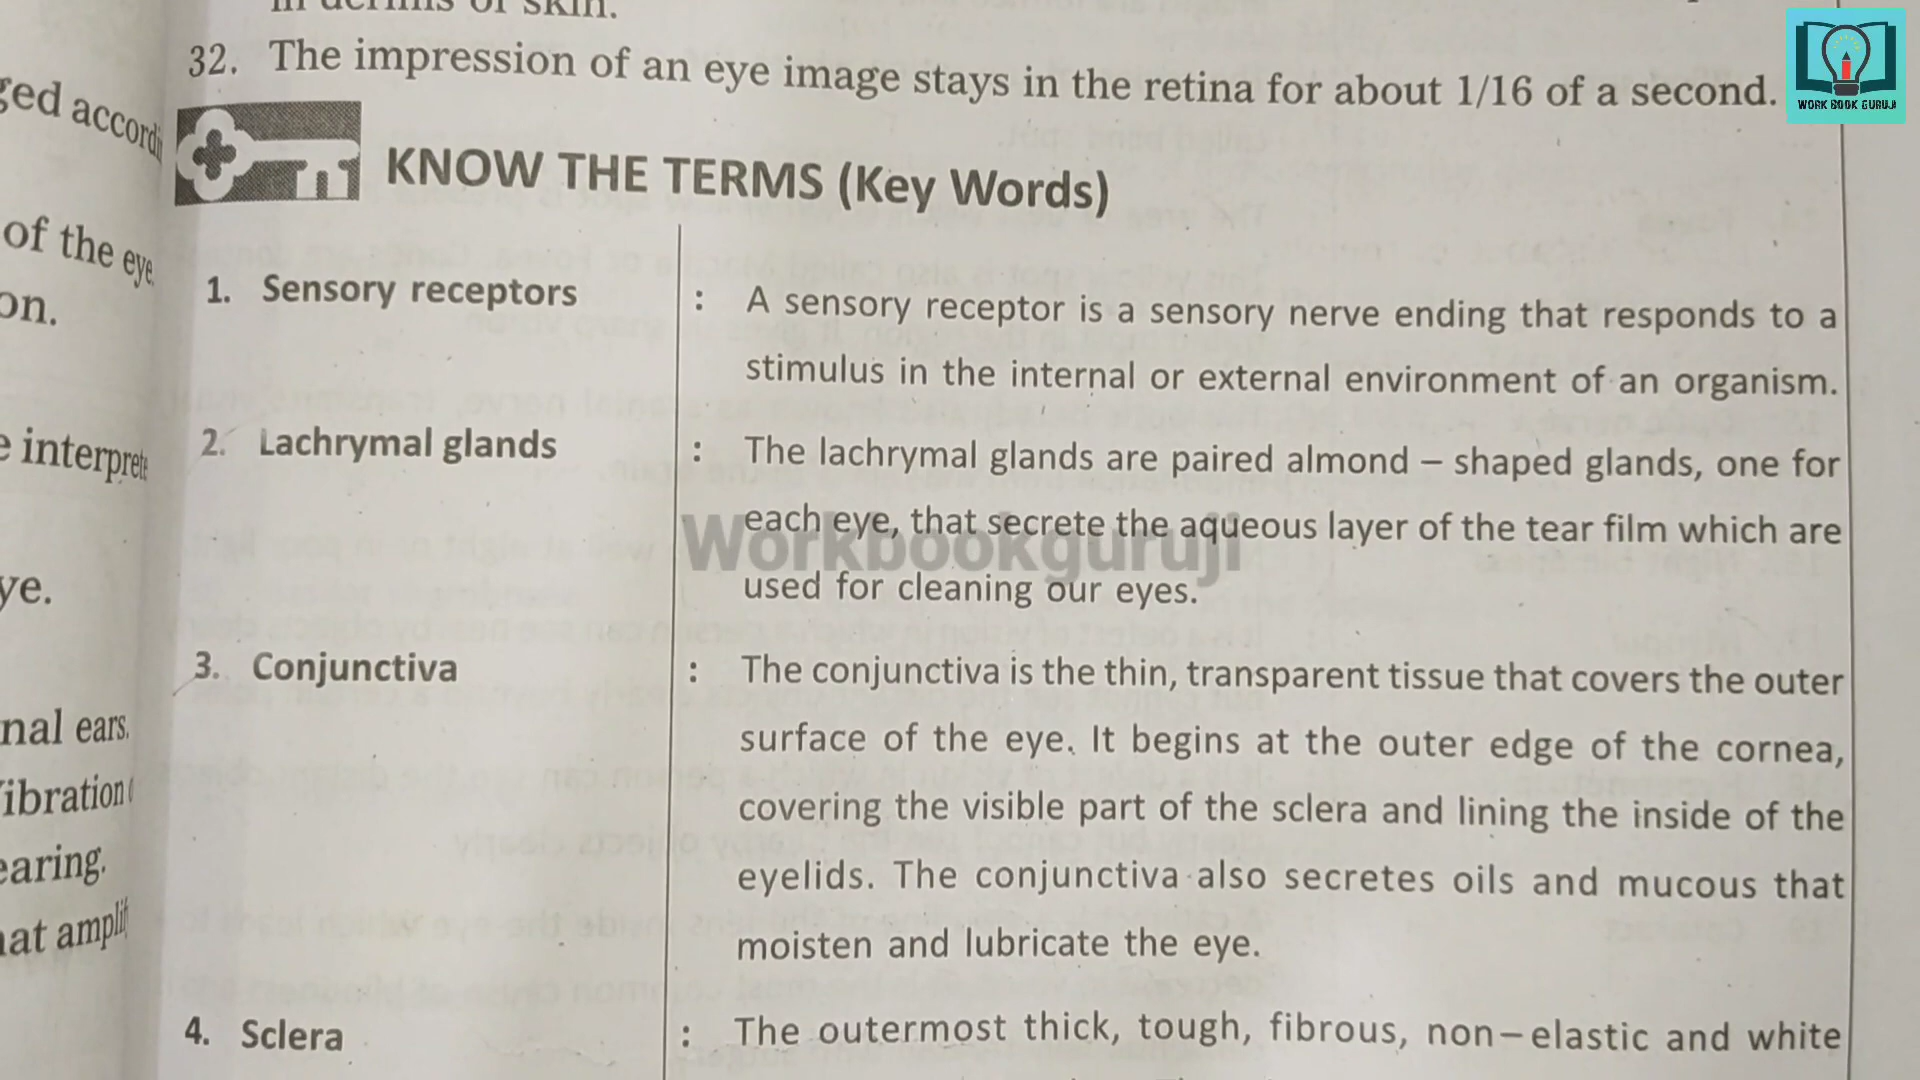 of skin.
32. The impression of an eye image stays in the retina for about 1/16 of a second.
WORK BOOK GURUJI
KNOW THE TERMS (Key Words)
1. Sensory receptors : A sensory receptor is a sensory nerve ending that responds to a
stimulus in the internal or external environment of an organism.
2. Lachrymal glands : The lachrymal glands are paired almond – shaped glands, one for
each eye, that secrete the aqueous layer of the tear film which are
used for cleaning our eyes.
Workbookguruji
3. Conjunctiva : The conjunctiva is the thin, transparent tissue that covers the outer
surface of the eye. It begins at the outer edge of the cornea,
covering the visible part of the sclera and lining the inside of the
eyelids. The conjunctiva also secretes oils and mucous that
moisten and lubricate the eye.
4. Sclera : The outermost thick, tough, fibrous, non–elastic and white
of the eye
on.
ye.
ears.